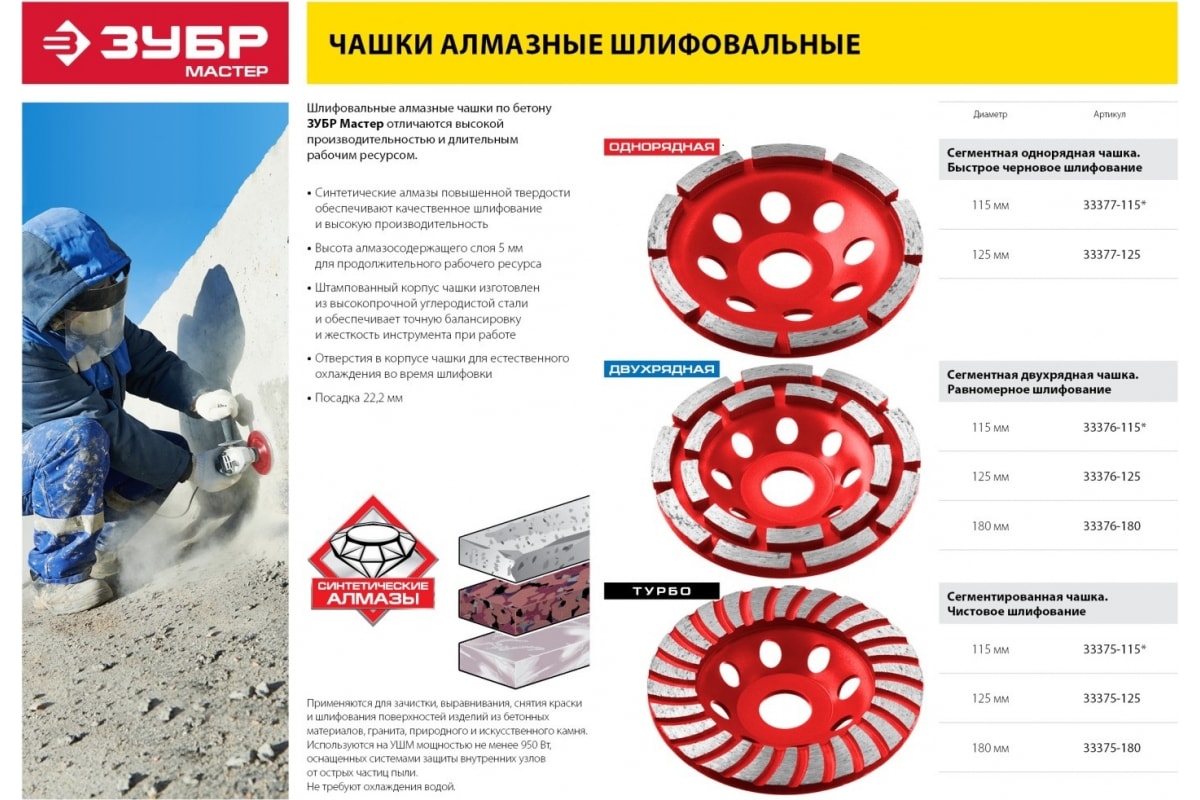 ЗУБР
МАСТЕР
ЧАШКИ АЛМАЗНЫЕ ШЛИФОВАЛЬНЫЕ
Шлифовальные алмазные чашки по бетону
ЗУБР Мастер отличаются высокой
производительностью и длительным
рабочим ресурсом.
• Синтетические алмазы повышенной твердости
обеспечивают качественное шлифование
и высокую производительность
• Высота алмазосодержащего слоя 5 мм
для продолжительного рабочего ресурса
• Штампованный корпус чашки изготовлен
из высокопрочной углеродистой стали
и обеспечивает точную балансировку
и жесткость инструмента при работе
• Отверстия в корпусе чашки для естественного
охлаждения во время шлифовки
• Посадка 22,2 мм
СИНТЕТИЧЕСКИЕ
АЛМАЗЫ
Применяются для зачистки, выравнивания, снятия краски
и шлифования поверхностей изделий из бетонных
материалов, гранита, природного и искусственного камня.
Используются на УШМ мощностью не менее 950 Вт,
оснащенных системами защиты внутренних узлов
от острых частиц пыли.
Не требуют охлаждения водой.
ОДНОРЯДНАЯ
ДВУХРЯДНАЯ
ТУРБО
Диаметр Артикул
Сегментная однорядная чашка.
Быстрое черновое шлифование
115 мм 33377-115*
125 мм 33377-125
Сегментная двухрядная чашка.
Равномерное шлифование
115 мм 33376-115*
125 мм 33376-125
180 мм 33376-180
Сегментированная чашка.
Чистовое шлифование
115 мм 33375-115*
125 мм 33375-125
180 мм 33375-180